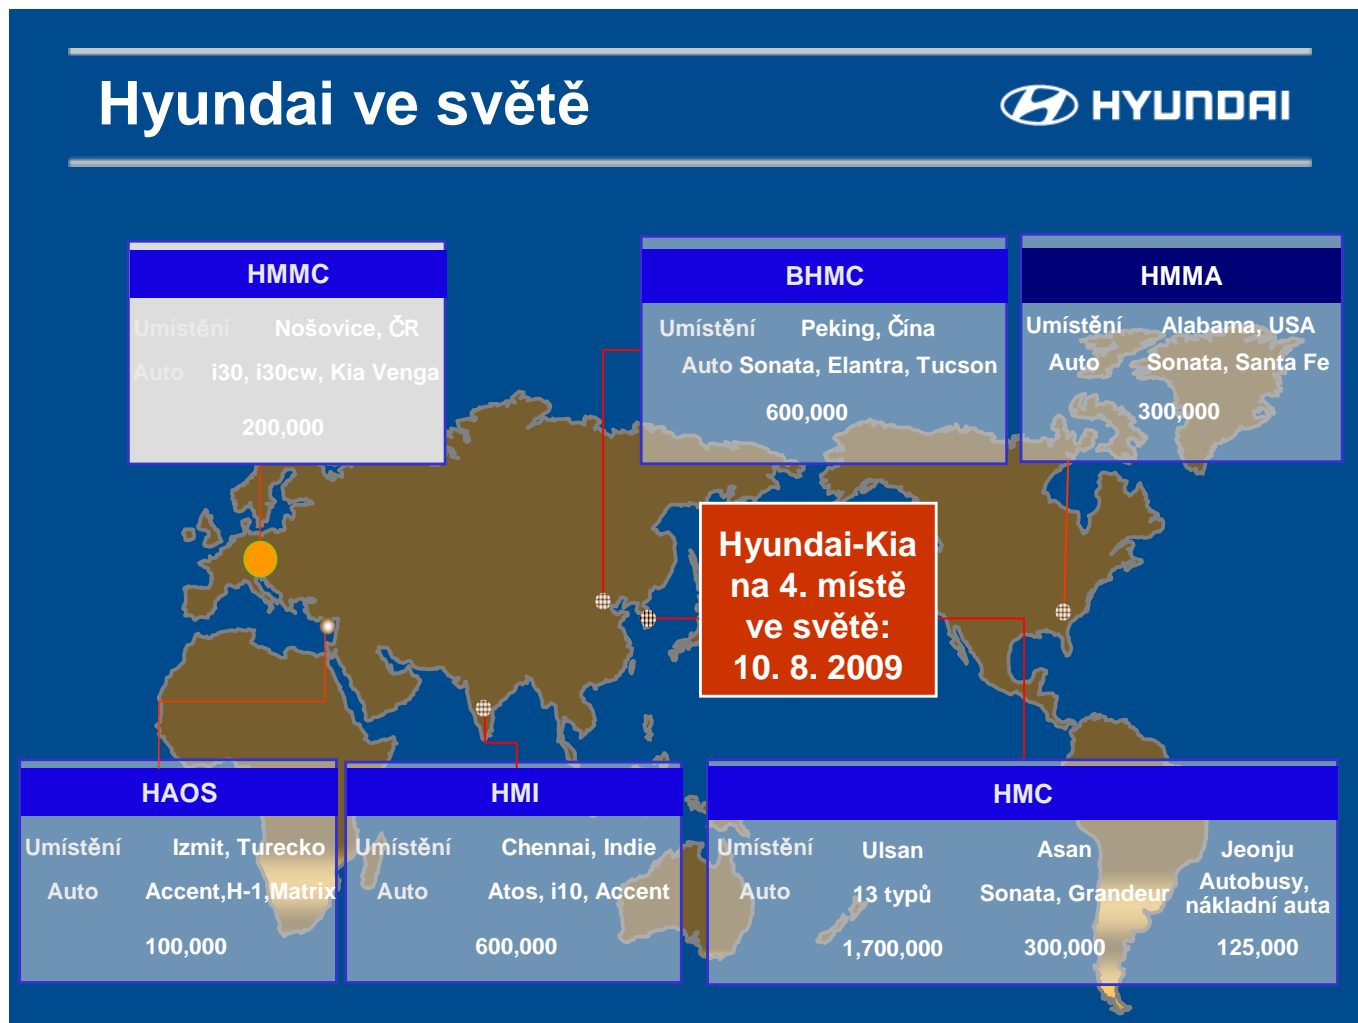 Hyundai ve světě
HYUNDAI
HMMC
Umístění Nošovice, ČR
Auto i30, i30cw, Kia Venga
200,000
BHMC
Umístění Peking, Čína
Auto Sonata, Elantra, Tucson
600,000
HMMA
Umístění Alabama, USA
Auto Sonata, Santa Fe
300,000
Hyundai-Kia
na 4. místě
ve světě:
10. 8. 2009
HAOS
Umístění Izmit, Turecko
Auto Accent,H-1,Matrix
100,000
HMI
Umístění Chennai, Indie
Auto Atos, i10, Accent
600,000
HMC
Umístění Ulsan Asan Jeonju
Auto 13 typů Sonata, Grandeur Autobusy,
nákladní auta
1,700,000 300,000 125,000